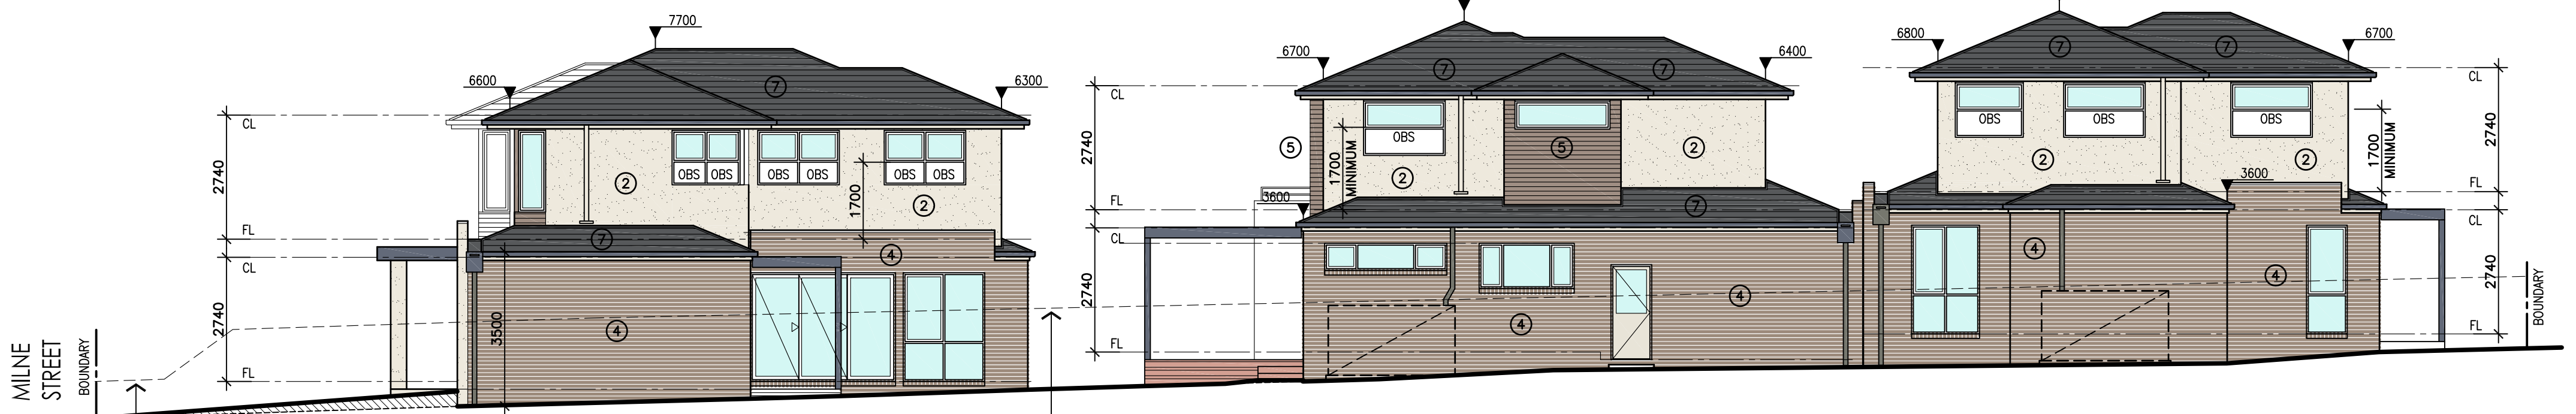 7700
6600
6300
7
CL
2740
OBS OBS
OBS OBS
OBS OBS
2
1700
2
FL
7
4
CL
2740
3500
4
FL
MILNE
STREET
BOUNDARY
6700
6400
7
7
CL
2740
5
OBS
5
2
1700
MINIMUM
2
FL
3600
7
CL
2740
4
4
FL
6800
6700
7
7
CL
OBS
OBS
OBS
2740
1700
MINIMUM
2
2
3600
FL
CL
4
4
2740
FL
BOUNDARY